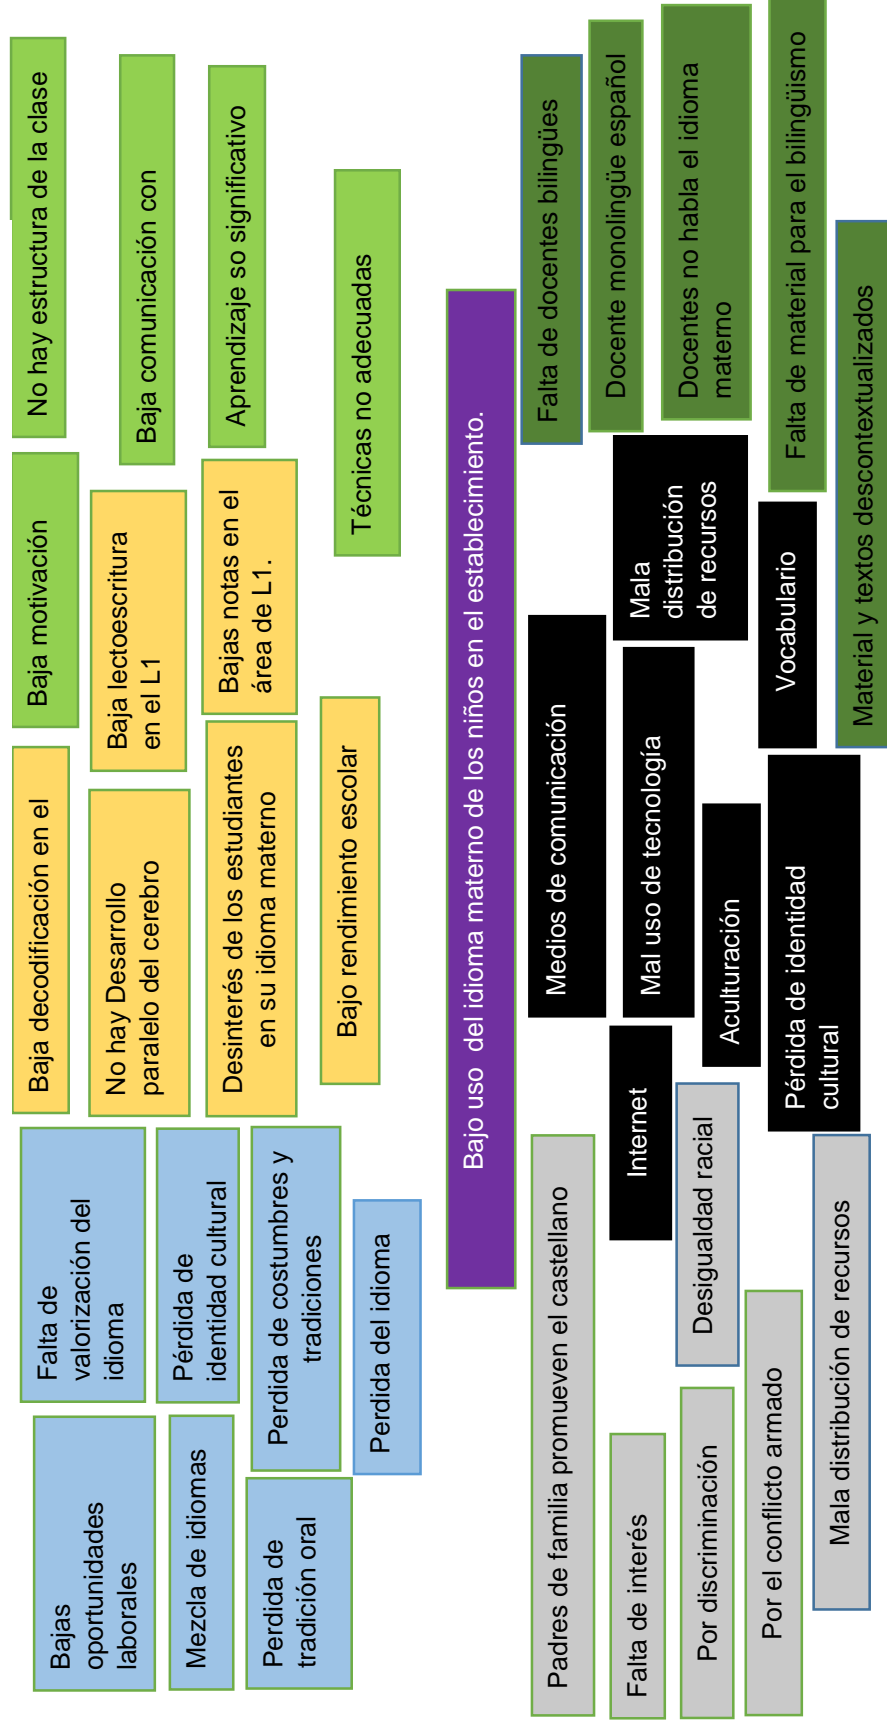 Bajas
oportunidades
laborales
Falta de
valorización del
idioma
Mezcla de idiomas
Pérdida de
identidad cultural
Perdida de
tradición oral
Perdida de costumbres y
tradiciones
Perdida del idioma
Baja decodificación en el
Baja motivación
No hay estructura de la clase
No hay Desarrollo
paralelo del cerebro
Baja lectoescritura
en el L1
Baja comunicación con
Desinterés de los estudiantes
en su idioma materno
Bajas notas en el
área de L1.
Aprendizaje so significativo
Bajo rendimiento escolar
Técnicas no adecuadas
Bajo uso del idioma materno de los niños en el establecimiento.
Padres de familia promueven el castellano
Medios de comunicación
Falta de docentes bilingües
Falta de interés
Internet
Mal uso de tecnología
Mala
distribución
de recursos
Docente monolingüe español
Por discriminación
Desigualdad racial
Aculturación
Docentes no habla el idioma
materno
Por el conflicto armado
Pérdida de identidad
cultural
Vocabulario
Falta de material para el bilingüismo
Mala distribución de recursos
Material y textos descontextualizados